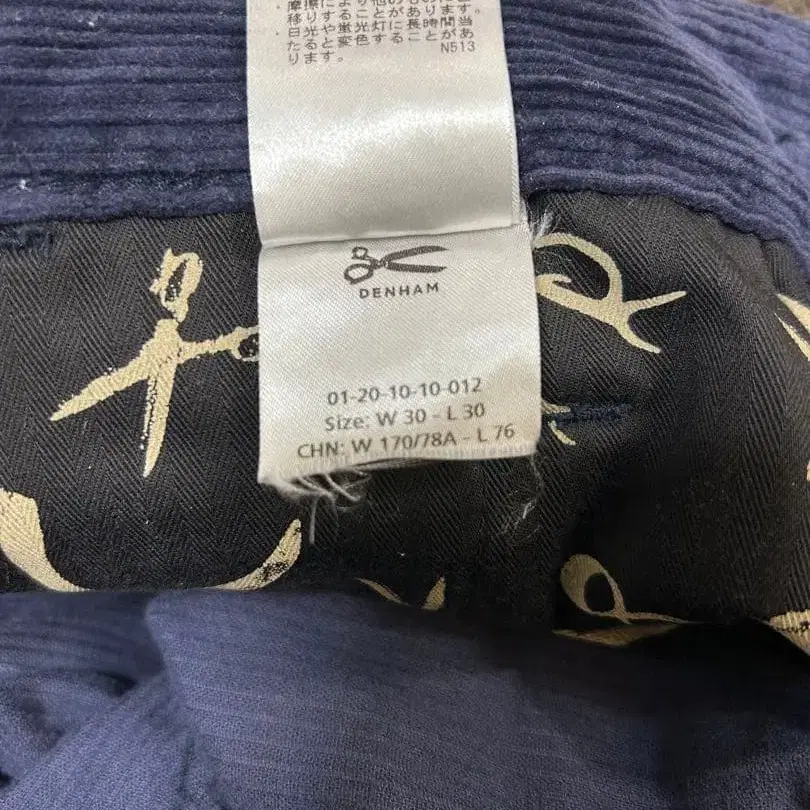 ・摩擦により他のもの
移りすることがあります。
・日光や蛍光灯に長時間当
たると変色することがあ
ります。
N513
DENHAM
01-20-10-10-012
Size: W 30 - L 30
CHN: W 170/78A - L 76